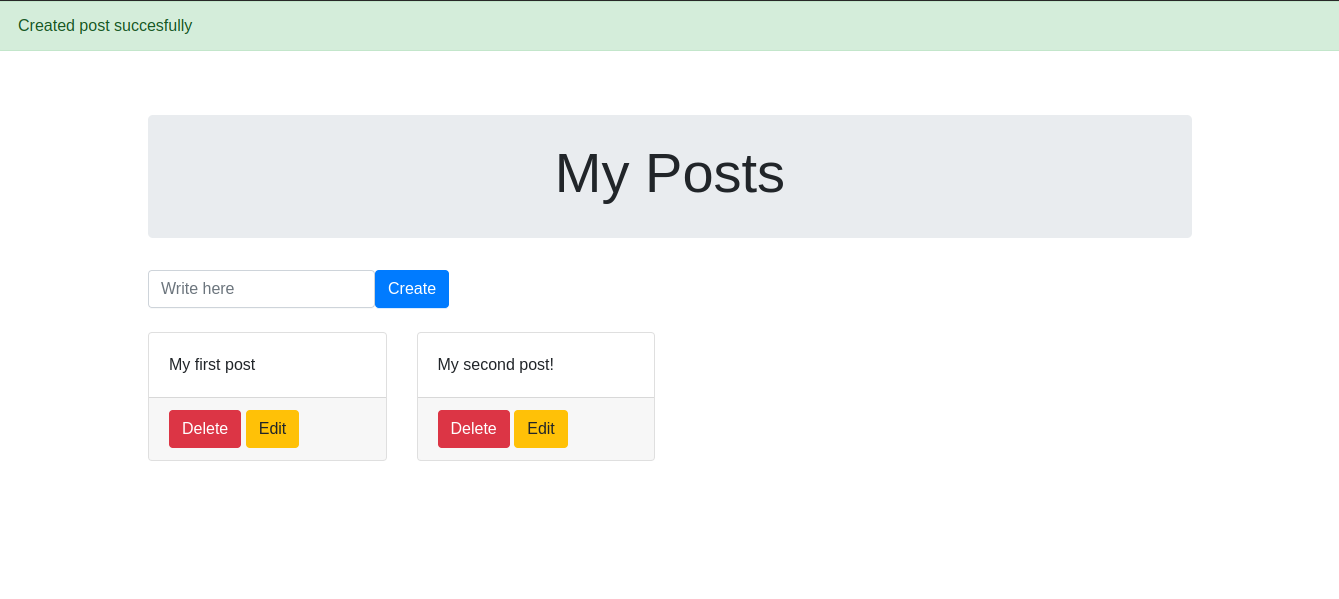 Created post succesfully
My Posts
Write here
Create
My first post
My second post!
Delete Edit
Delete Edit